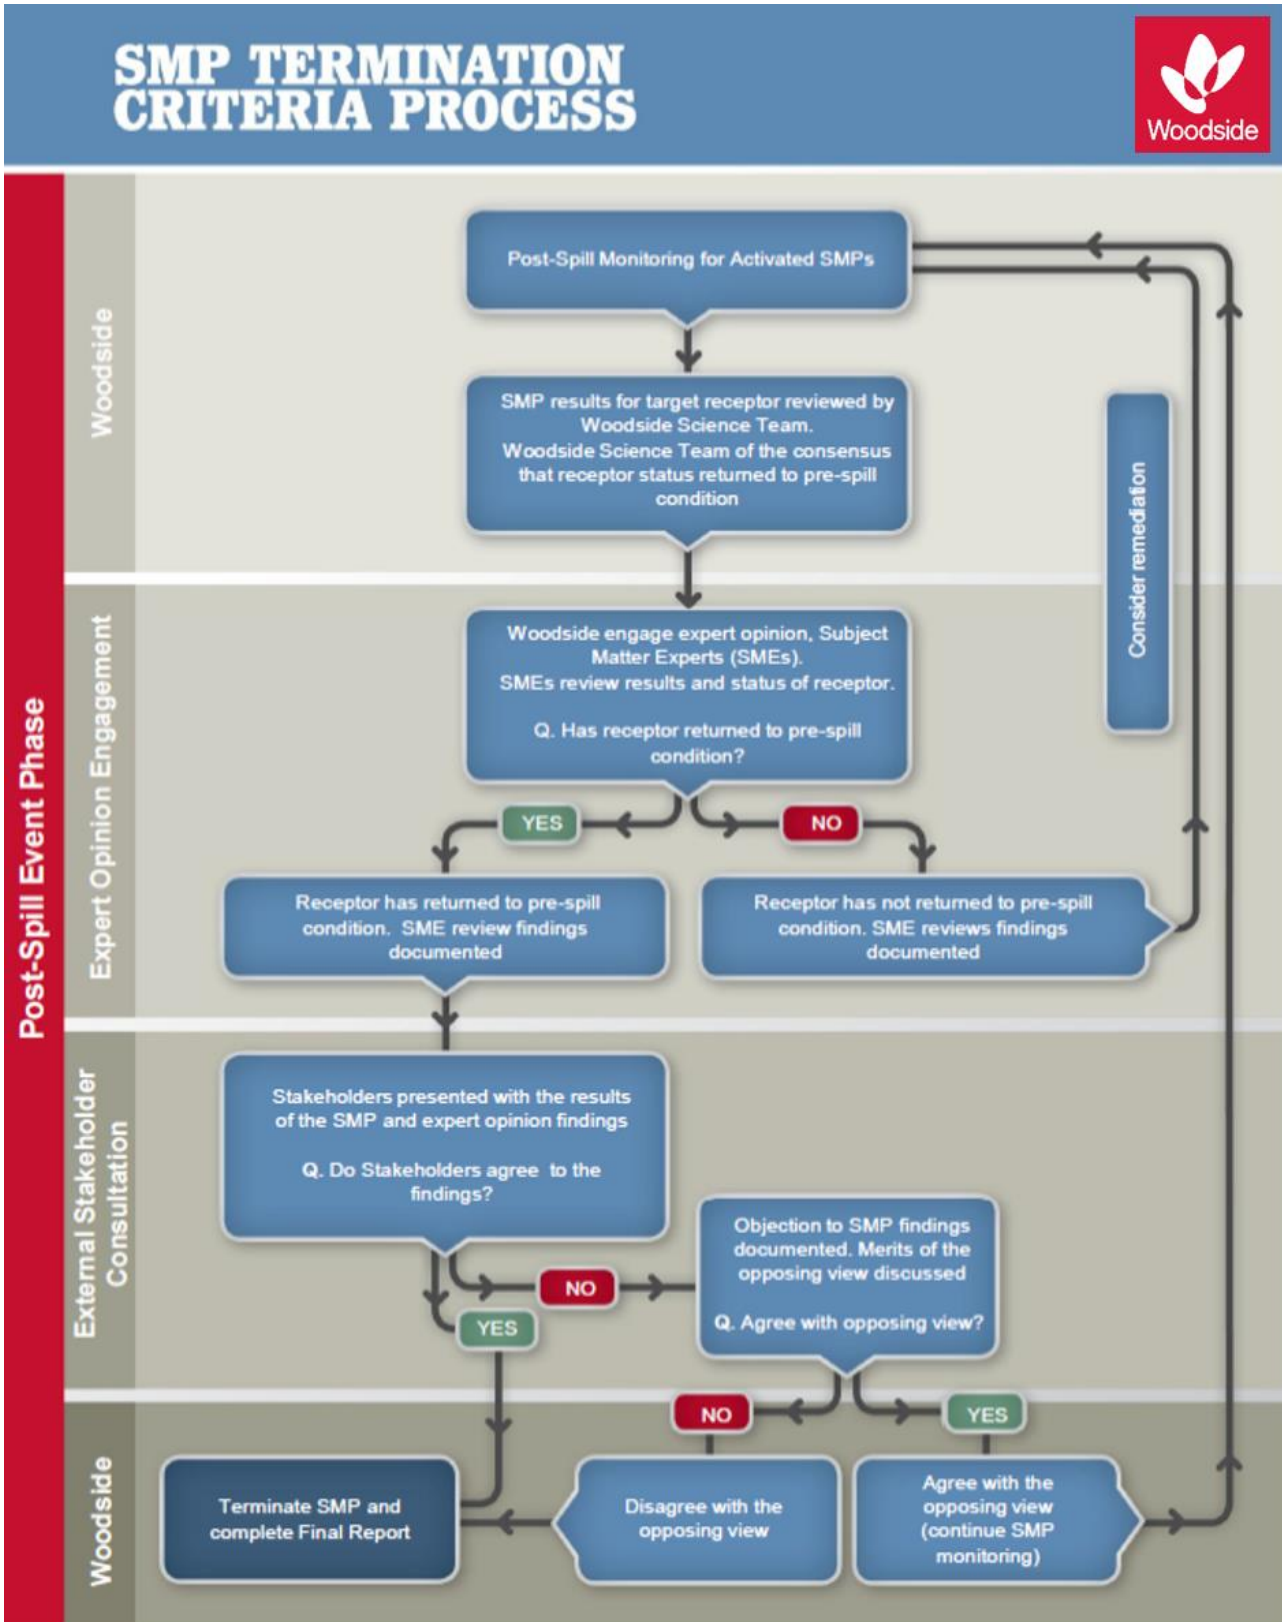 SMP TERMINATION
CRITERIA PROCESS
Woodside
Post-Spill Event Phase
Woodside
Post-Spill Monitoring for Activated SMPs
SMP results for target receptor reviewed by
Woodside Science Team.
Woodside Science Team of the consensus
that receptor status returned to pre-spill
condition
Consider remediation
Expert Opinion Engagement
Woodside engage expert opinion, Subject
Matter Experts (SMEs).
SMEs review results and status of receptor.
Q. Has receptor returned to pre-spill
condition?
YES
NO
Receptor has returned to pre-spill
condition. SME review findings
documented
Receptor has not returned to pre-spill
condition. SME reviews findings
documented
External Stakeholder
Consultation
Stakeholders presented with the results
of the SMP and expert opinion findings
Q. Do Stakeholders agree to the
findings?
NO
YES
Objection to SMP findings
documented. Merits of the
opposing view discussed
Q. Agree with opposing view?
NO
YES
Woodside
Terminate SMP and
complete Final Report
Disagree with the
opposing view
Agree with the
opposing view
(continue SMP
monitoring)